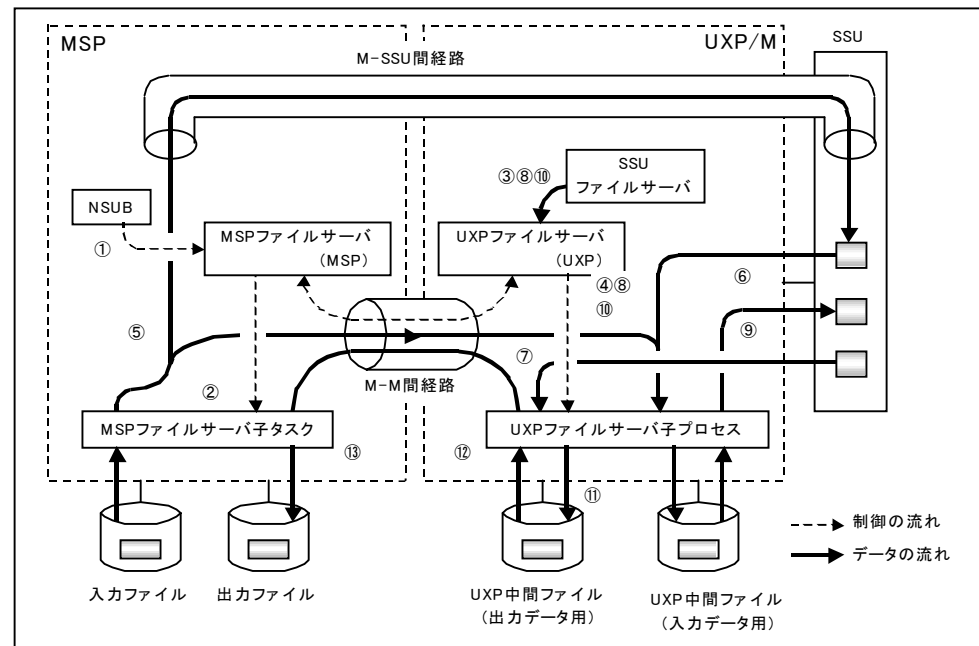 MSP
UXP/M
SSU
M-SSU間経路
NSUB
①
MSPファイルサーバ
(MSP)
③⑧⑩
SSU
ファイルサーバ
UXPファイルサーバ
(UXP)
④⑧
⑩
⑥
⑤
⑨
②
M-M間経路
⑦
MSPファイルサーバ子タスク
⑬
⑫
UXPファイルサーバ子プロセス
⑪
入力ファイル
出力ファイル
UXP中間ファイル
(出力データ用)
UXP中間ファイル
(入力データ用)
制御の流れ
データの流れ